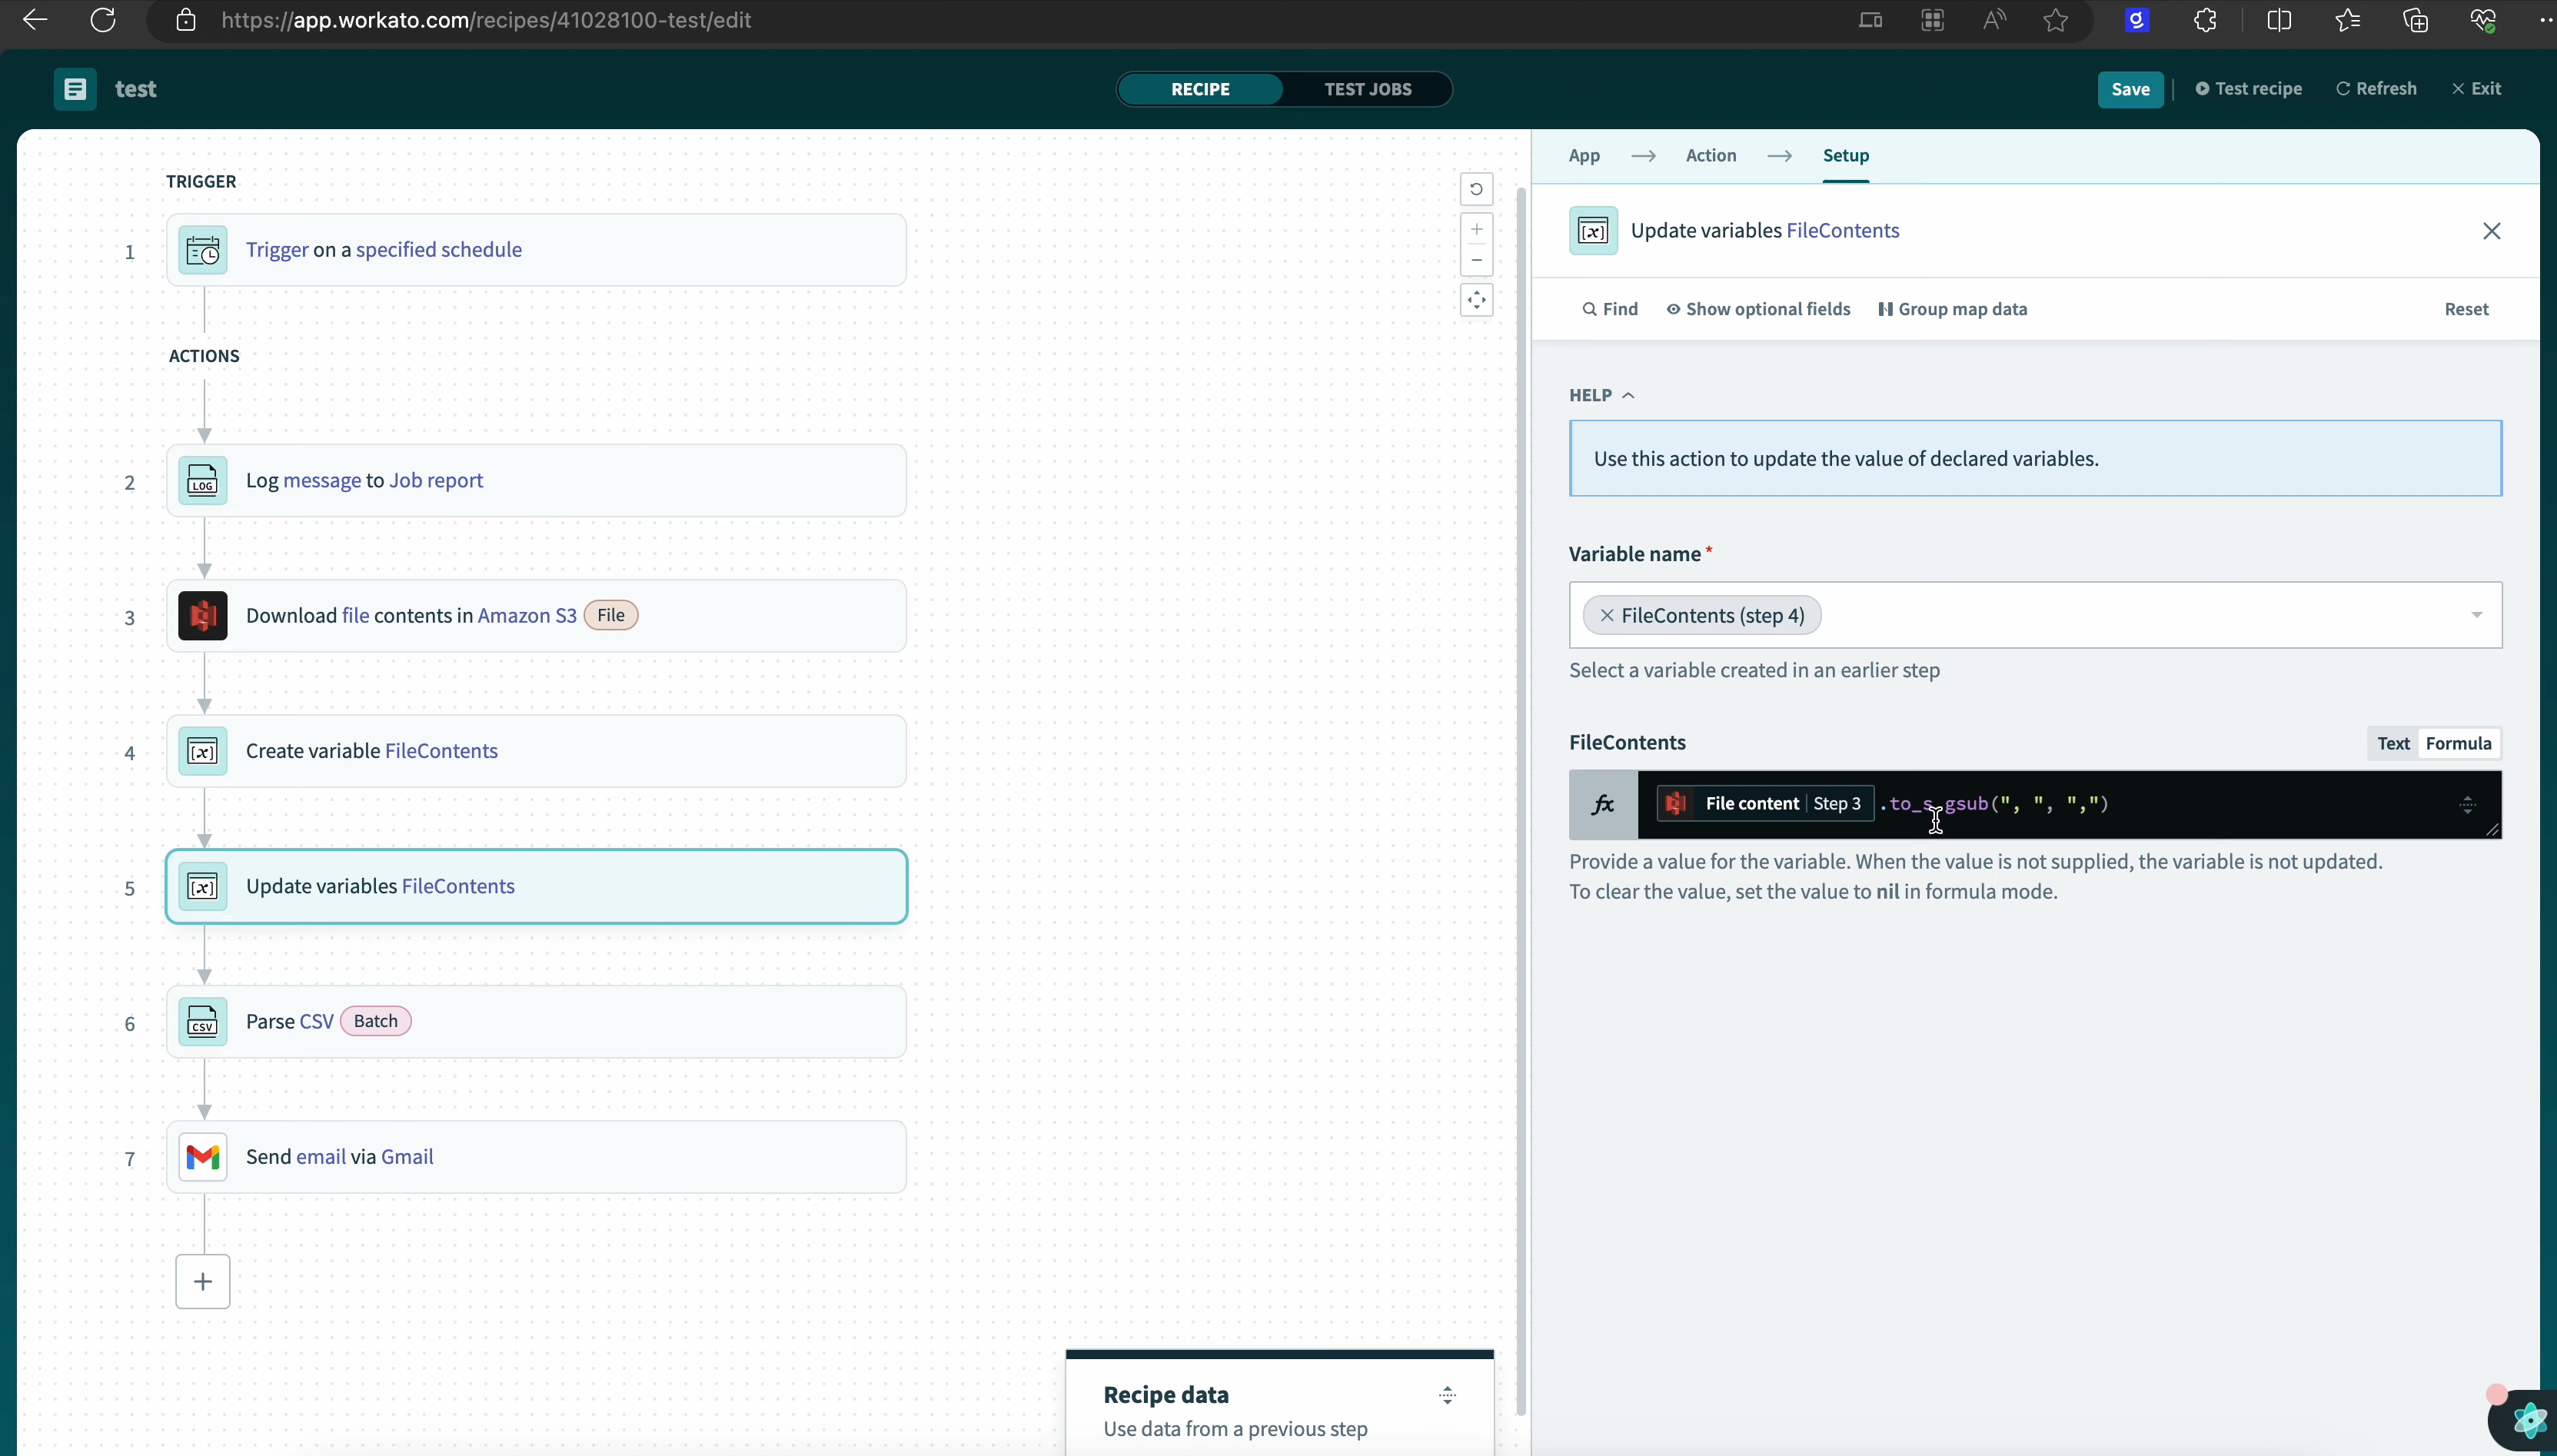 https://app.workato.com/recipes/41028100-test/edit
test
RECIPE
TEST JOBS
Save
Test recipe
Refresh
Exit
TRIGGER
1
Trigger on a specified schedule
ACTIONS
2
LOG
Log message to Job report
3
Download file contents in Amazon S3
File
4
[x]
Create variable FileContents
5
[x]
Update variables FileContents
6
CSV
Parse CSV
Batch
7
Send email via Gmail
+
Recipe data
Use data from a previous step
App
Action
Setup
[x]
Update variables FileContents
Find
Show optional fields
Group map data
Reset
HELP
Use this action to update the value of declared variables.
Variable name *
FileContents (step 4)
Select a variable created in an earlier step
FileContents
Text
Formula
fx
File content | Step 3 .to_s.gsub(", ", ",")
Provide a value for the variable. When the value is not supplied, the variable is not updated.
To clear the value, set the value to nil in formula mode.